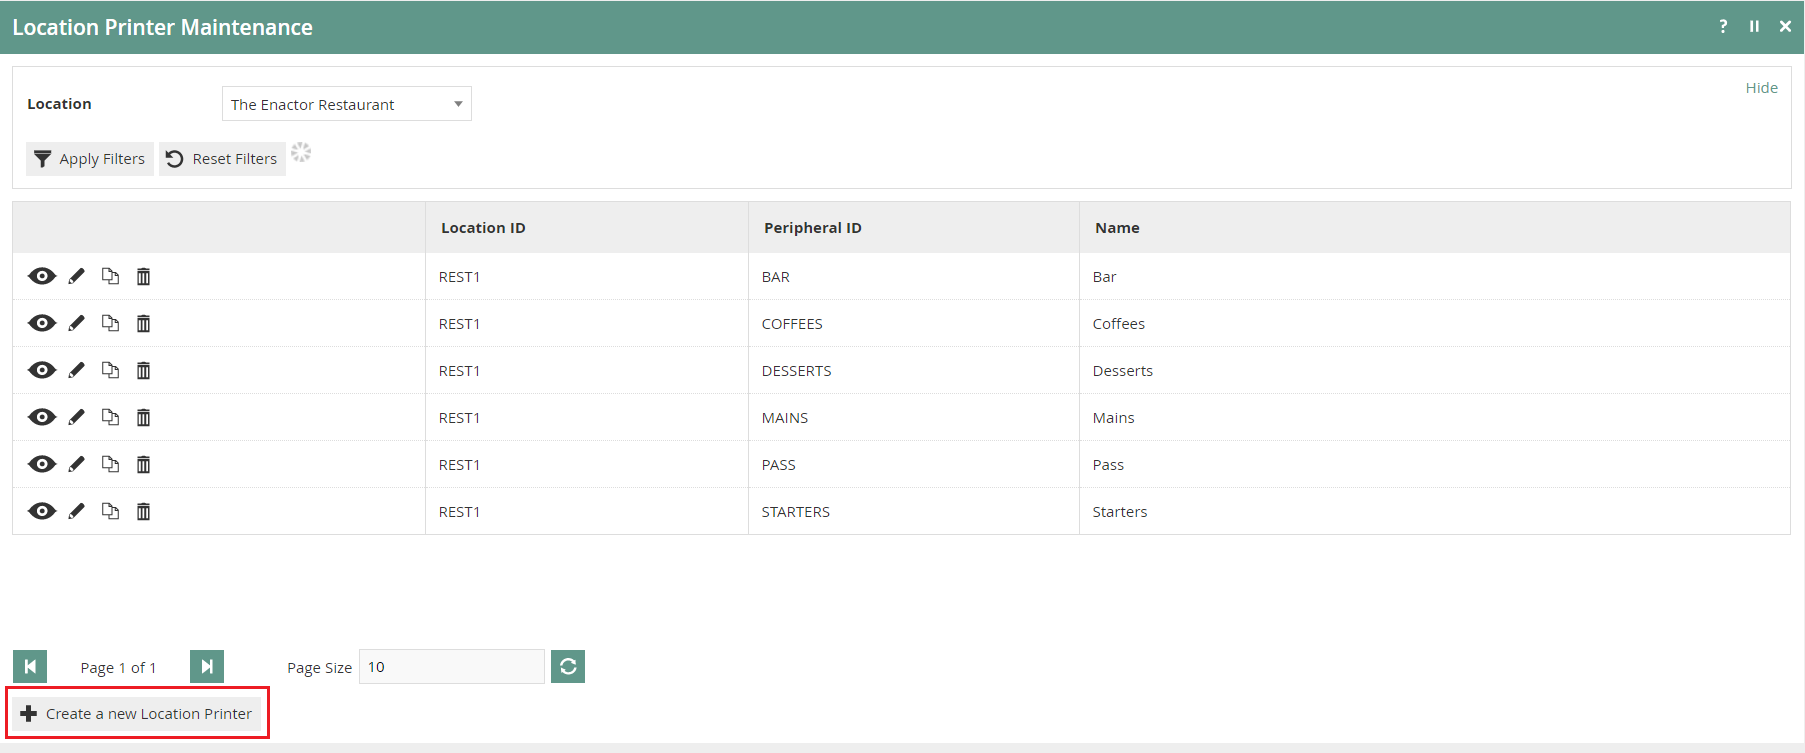 Location Printer Maintenance
?
Hide
Location
The Enactor Restaurant
Apply Filters
Reset Filters
Location ID Peripheral ID Name
REST1 BAR Bar
REST1 COFFEES Coffees
REST1 DESSERTS Desserts
REST1 MAINS Mains
REST1 PASS Pass
REST1 STARTERS Starters
Page 1 of 1 Page Size 10
Create a new Location Printer